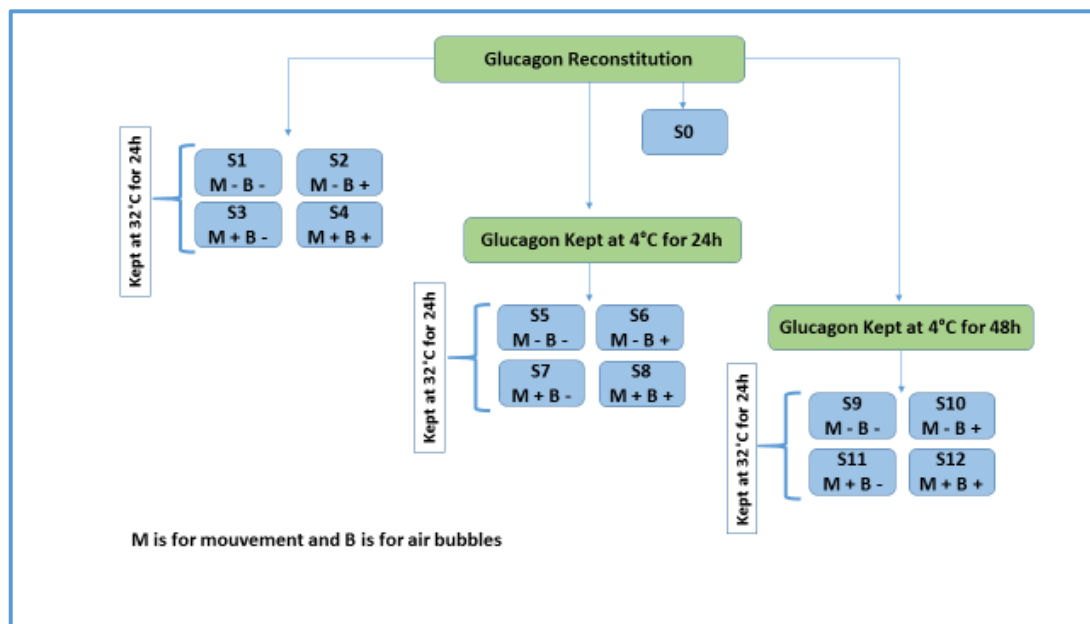 Glucagon Reconstitution
S0
Kept at 32°C for 24h
S1
M - B -
S2
M - B +
S3
M + B -
S4
M + B +
Glucagon Kept at 4°C for 24h
Kept at 32°C for 24h
S5
M - B -
S6
M - B +
S7
M + B -
S8
M + B +
Glucagon Kept at 4°C for 48h
Kept at 32°C for 24h
S9
M - B -
S10
M - B +
S11
M + B -
S12
M + B +
M is for mouvement and B is for air bubbles